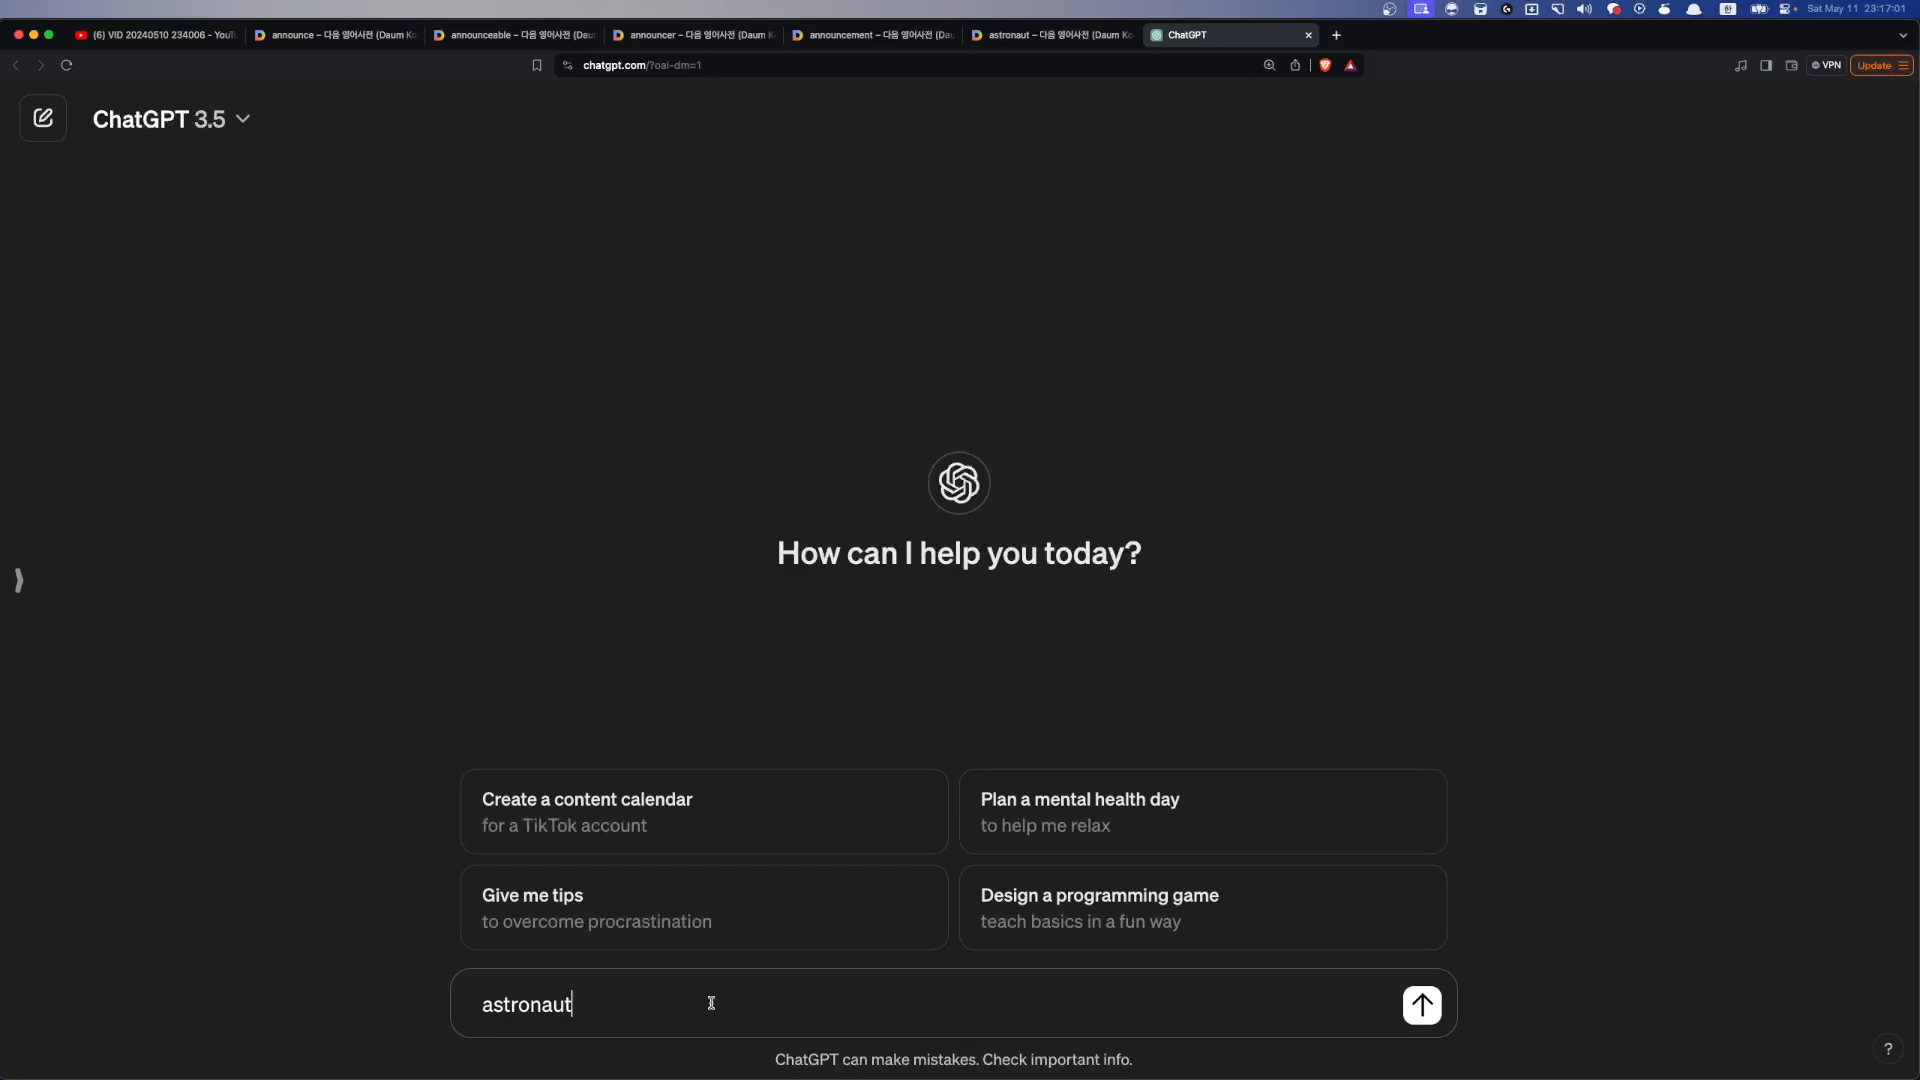 Sat May 11 23:17:01
(6) VID 20240510 234006 - YouTu
announce – 다음 영어사전 (Daum Ko
announceable – 다음 영어사전 (Dau
announcer – 다음 영어사전 (Daum K
announcement – 다음 영어사전 (Da
astronaut – 다음 영어사전 (Daum Ko
ChatGPT
chatgpt.com/?oai-dm=1
VPN
Update
ChatGPT 3.5
How can I help you today?
Create a content calendar
for a TikTok account
Plan a mental health day
to help me relax
Give me tips
to overcome procrastination
Design a programming game
teach basics in a fun way
astronaut
ChatGPT can make mistakes. Check important info.
?